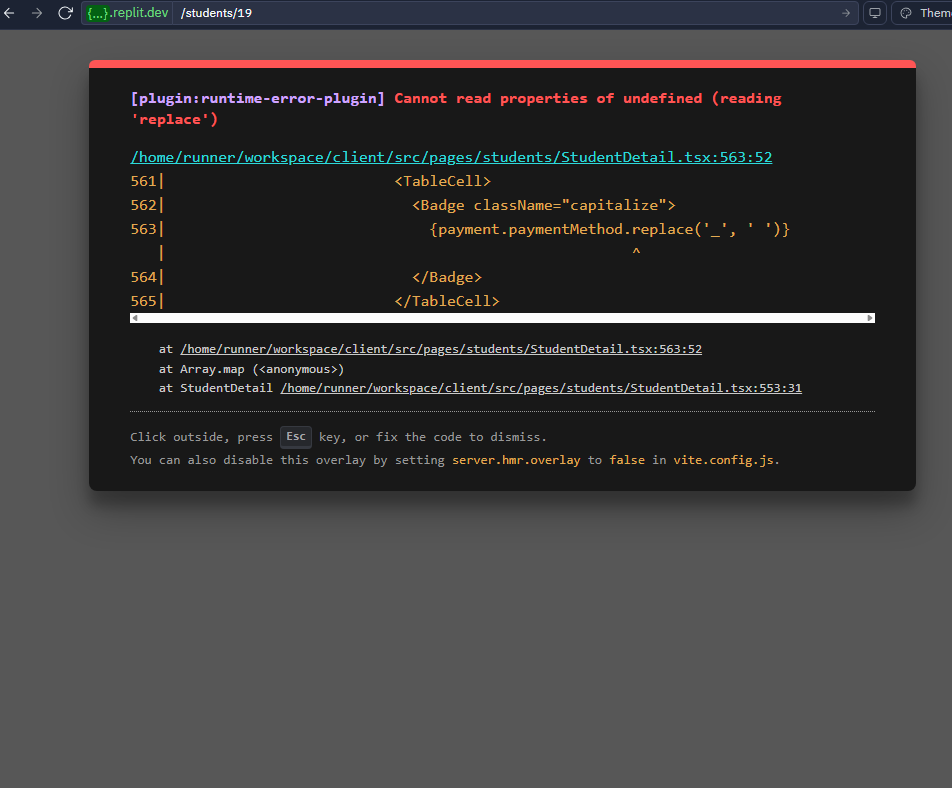 {...}.replit.dev /students/19
[plugin:runtime-error-plugin] Cannot read properties of undefined (reading
'replace')
/home/runner/workspace/client/src/pages/students/StudentDetail.tsx:563:52
561| <TableCell>
562| <Badge className="capitalize">
563| {payment.paymentMethod.replace('_', ' ')}
| ^
564| </Badge>
565| </TableCell>
at /home/runner/workspace/client/src/pages/students/StudentDetail.tsx:563:52
at Array.map (<anonymous>)
at StudentDetail /home/runner/workspace/client/src/pages/students/StudentDetail.tsx:553:31
Click outside, press Esc key, or fix the code to dismiss.
You can also disable this overlay by setting server.hmr.overlay to false in vite.config.js.